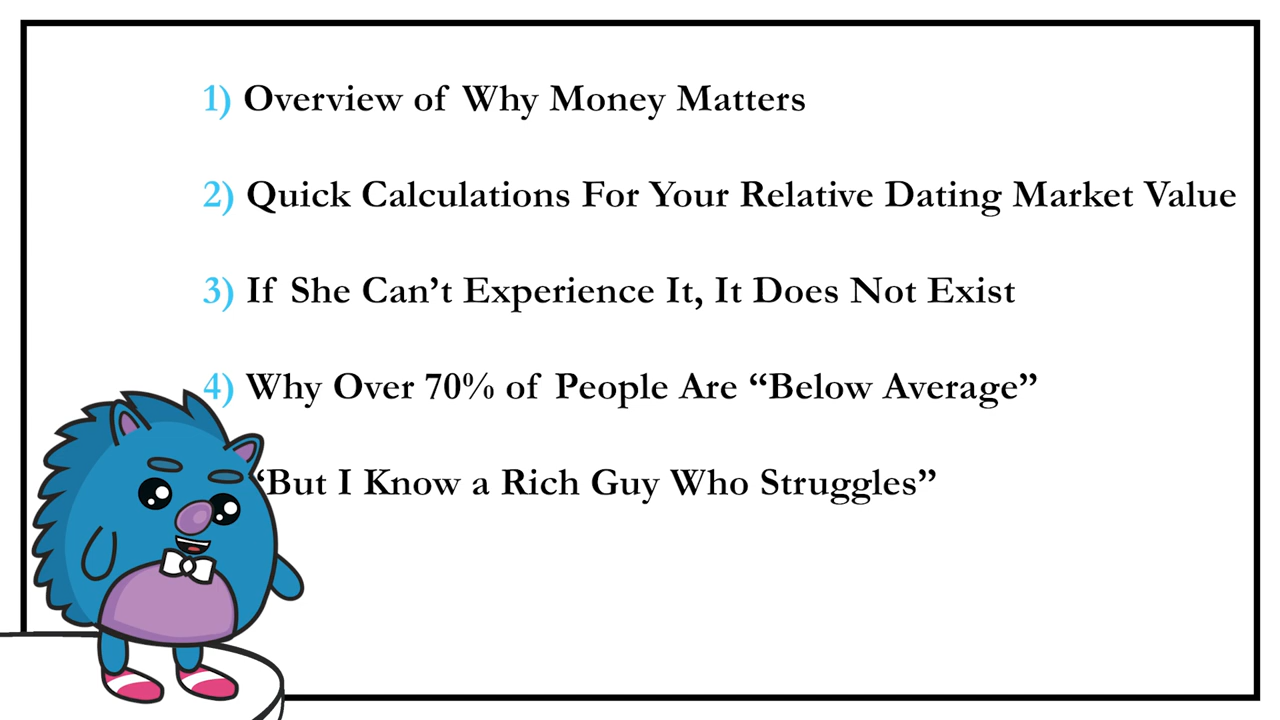 1) Overview of Why Money Matters
2) Quick Calculations For Your Relative Dating Market Value
3) If She Can’t Experience It, It Does Not Exist
4) Why Over 70% of People Are “Below Average”
“But I Know a Rich Guy Who Struggles”